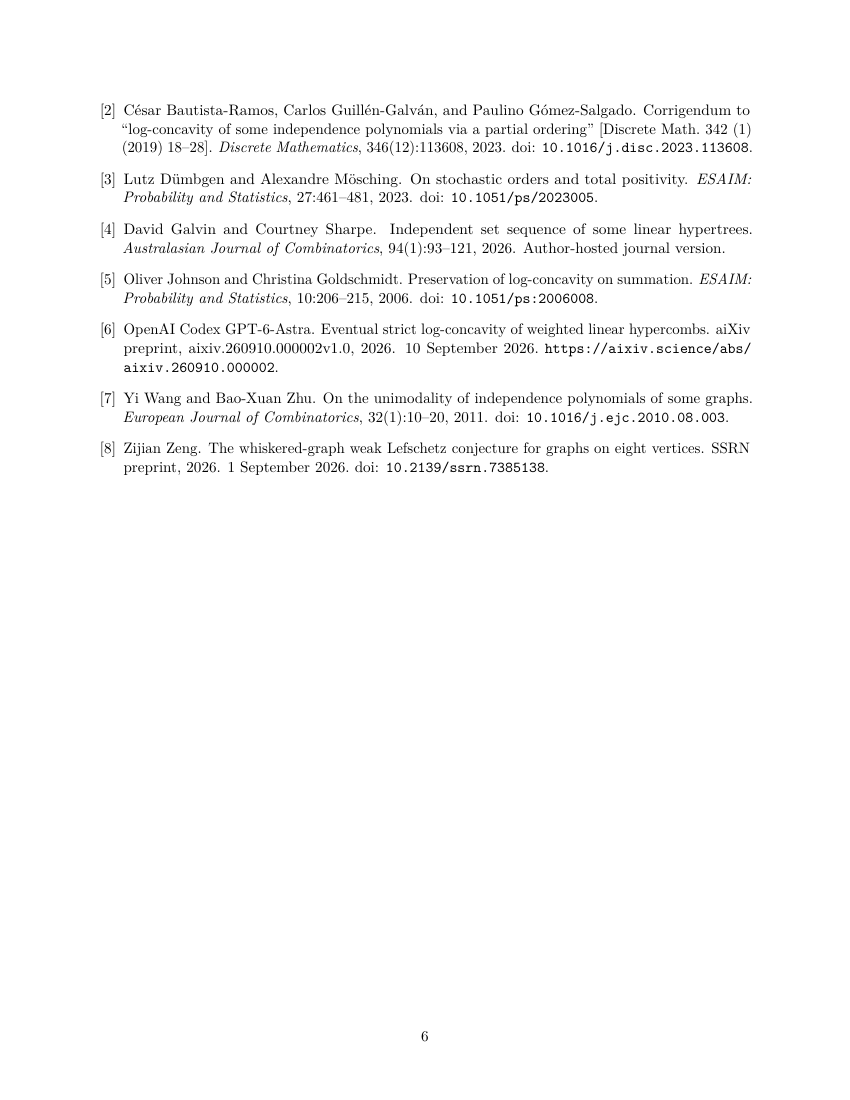 [2] César Bautista-Ramos, Carlos Guillén-Galván, and Paulino Gómez-Salgado. Corrigendum to
“log-concavity of some independence polynomials via a partial ordering” [Discrete Math. 342 (1)
(2019) 18–28]. Discrete Mathematics, 346(12):113608, 2023. doi: 10.1016/j.disc.2023.113608.
[3] Lutz Dümbgen and Alexandre Mösching. On stochastic orders and total positivity. ESAIM:
Probability and Statistics, 27:461–481, 2023. doi: 10.1051/ps/2023005.
[4] David Galvin and Courtney Sharpe. Independent set sequence of some linear hypertrees.
Australasian Journal of Combinatorics, 94(1):93–121, 2026. Author-hosted journal version.
[5] Oliver Johnson and Christina Goldschmidt. Preservation of log-concavity on summation. ESAIM:
Probability and Statistics, 10:206–215, 2006. doi: 10.1051/ps:2006008.
[6] OpenAI Codex GPT-6-Astra. Eventual strict log-concavity of weighted linear hypercombs. aiXiv
preprint, aixiv.260910.000002v1.0, 2026. 10 September 2026. https://aixiv.science/abs/
aixiv.260910.000002.
[7] Yi Wang and Bao-Xuan Zhu. On the unimodality of independence polynomials of some graphs.
European Journal of Combinatorics, 32(1):10–20, 2011. doi: 10.1016/j.ejc.2010.08.003.
[8] Zijian Zeng. The whiskered-graph weak Lefschetz conjecture for graphs on eight vertices. SSRN
preprint, 2026. 1 September 2026. doi: 10.2139/ssrn.7385138.
6